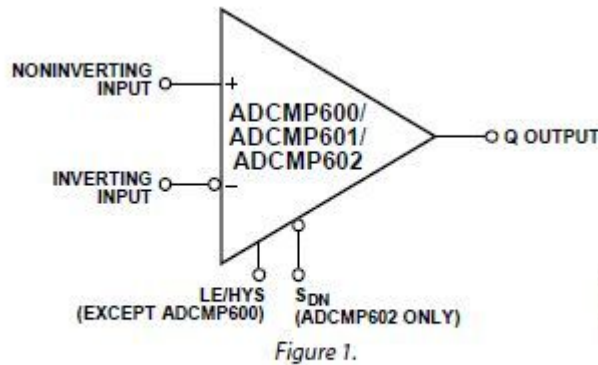 NONINVERTING
INPUT
+
ADCMP600/
ADCMP601/
ADCMP602
Q OUTPUT
INVERTING
INPUT
–
LE/HYS
(EXCEPT ADCMP600)
SDN
(ADCMP602 ONLY)
Figure 1.